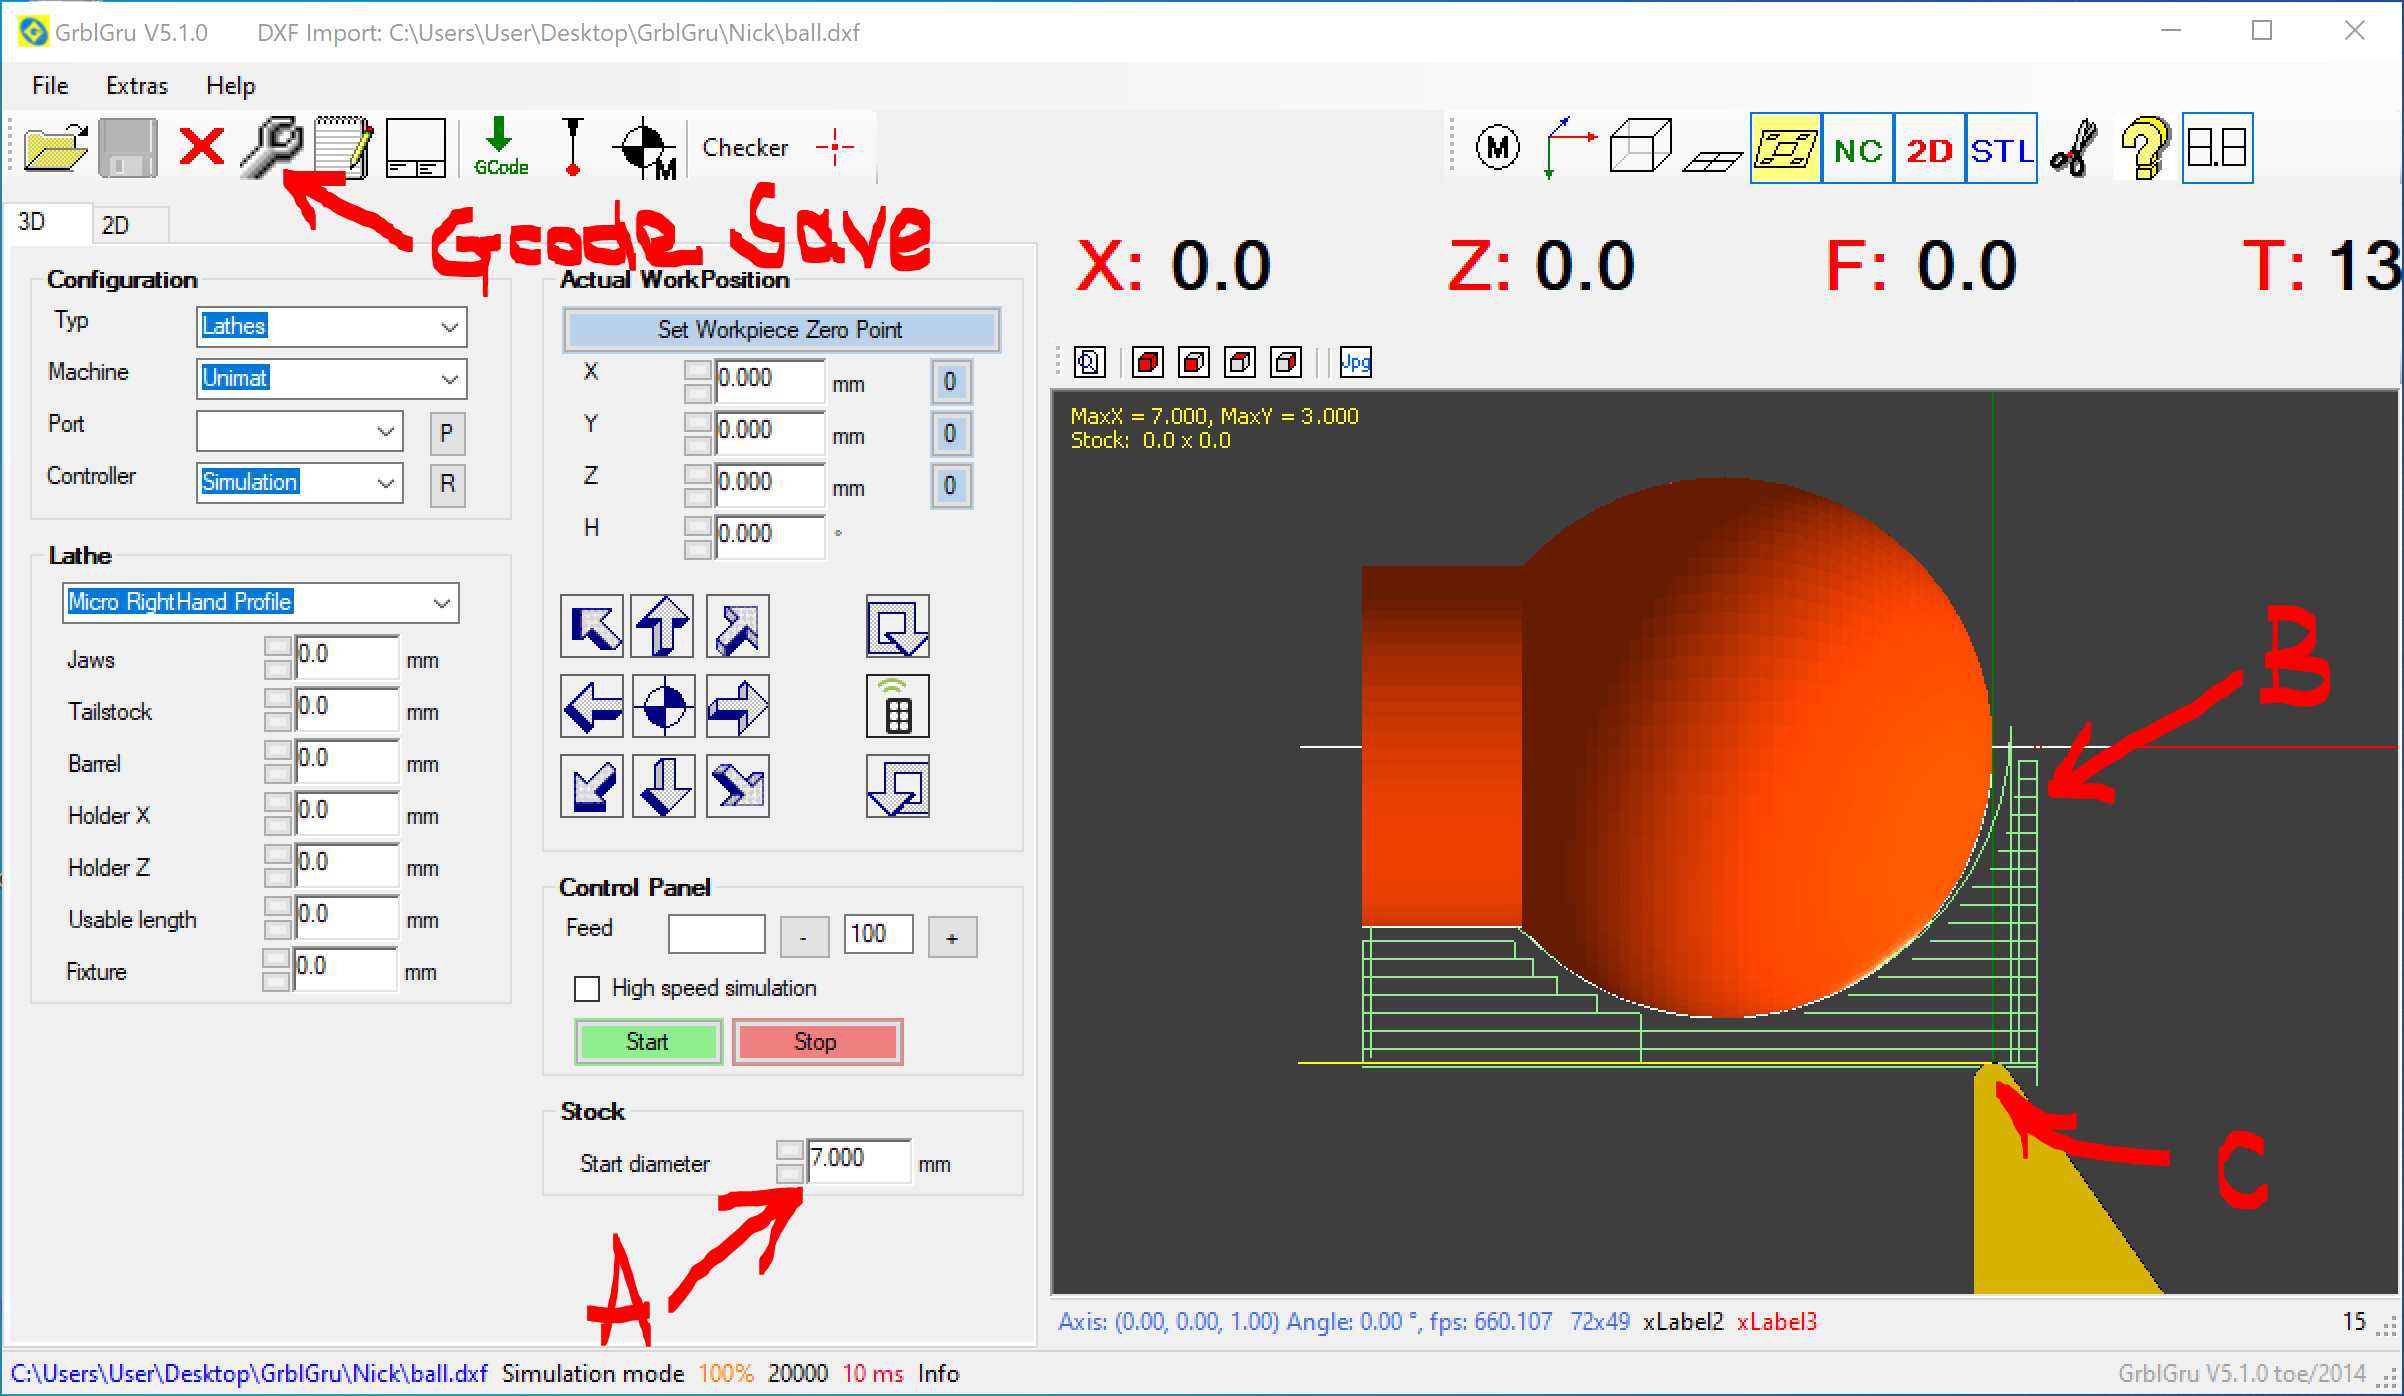 GrblGru V5.1.0 DXF Import: C:\Users\User\Desktop\GrblGru\Nick\ball.dxf
File Extras Help
GCode M Checker M NC 2D STL
Gcode Save
3D 2D
X: 0.0 Z: 0.0 F: 0.0 T: 13
Configuration
Typ Lathes
Machine Unimat
Port P
Controller Simulation R
Lathe
Micro RightHand Profile
Jaws 0.0 mm
Tailstock 0.0 mm
Barrel 0.0 mm
Holder X 0.0 mm
Holder Z 0.0 mm
Usable length 0.0 mm
Fixture 0.0 mm
Actual WorkPosition
Set Workpiece Zero Point
X 0.000 mm 0
Y 0.000 mm 0
Z 0.000 mm 0
H 0.000 °
Control Panel
Feed - 100 +
High speed simulation
Start Stop
Stock
Start diameter 7.000 mm
A
Jpg
MaxX = 7.000, MaxY = 3.000
Stock: 0.0 x 0.0
B
C
Axis: (0.00, 0.00, 1.00) Angle: 0.00 °, fps: 660.107 72x49 xLabel2 xLabel3 15
C:\Users\User\Desktop\GrblGru\Nick\ball.dxf Simulation mode 100% 20000 10 ms Info GrblGru V5.1.0 toe/2014